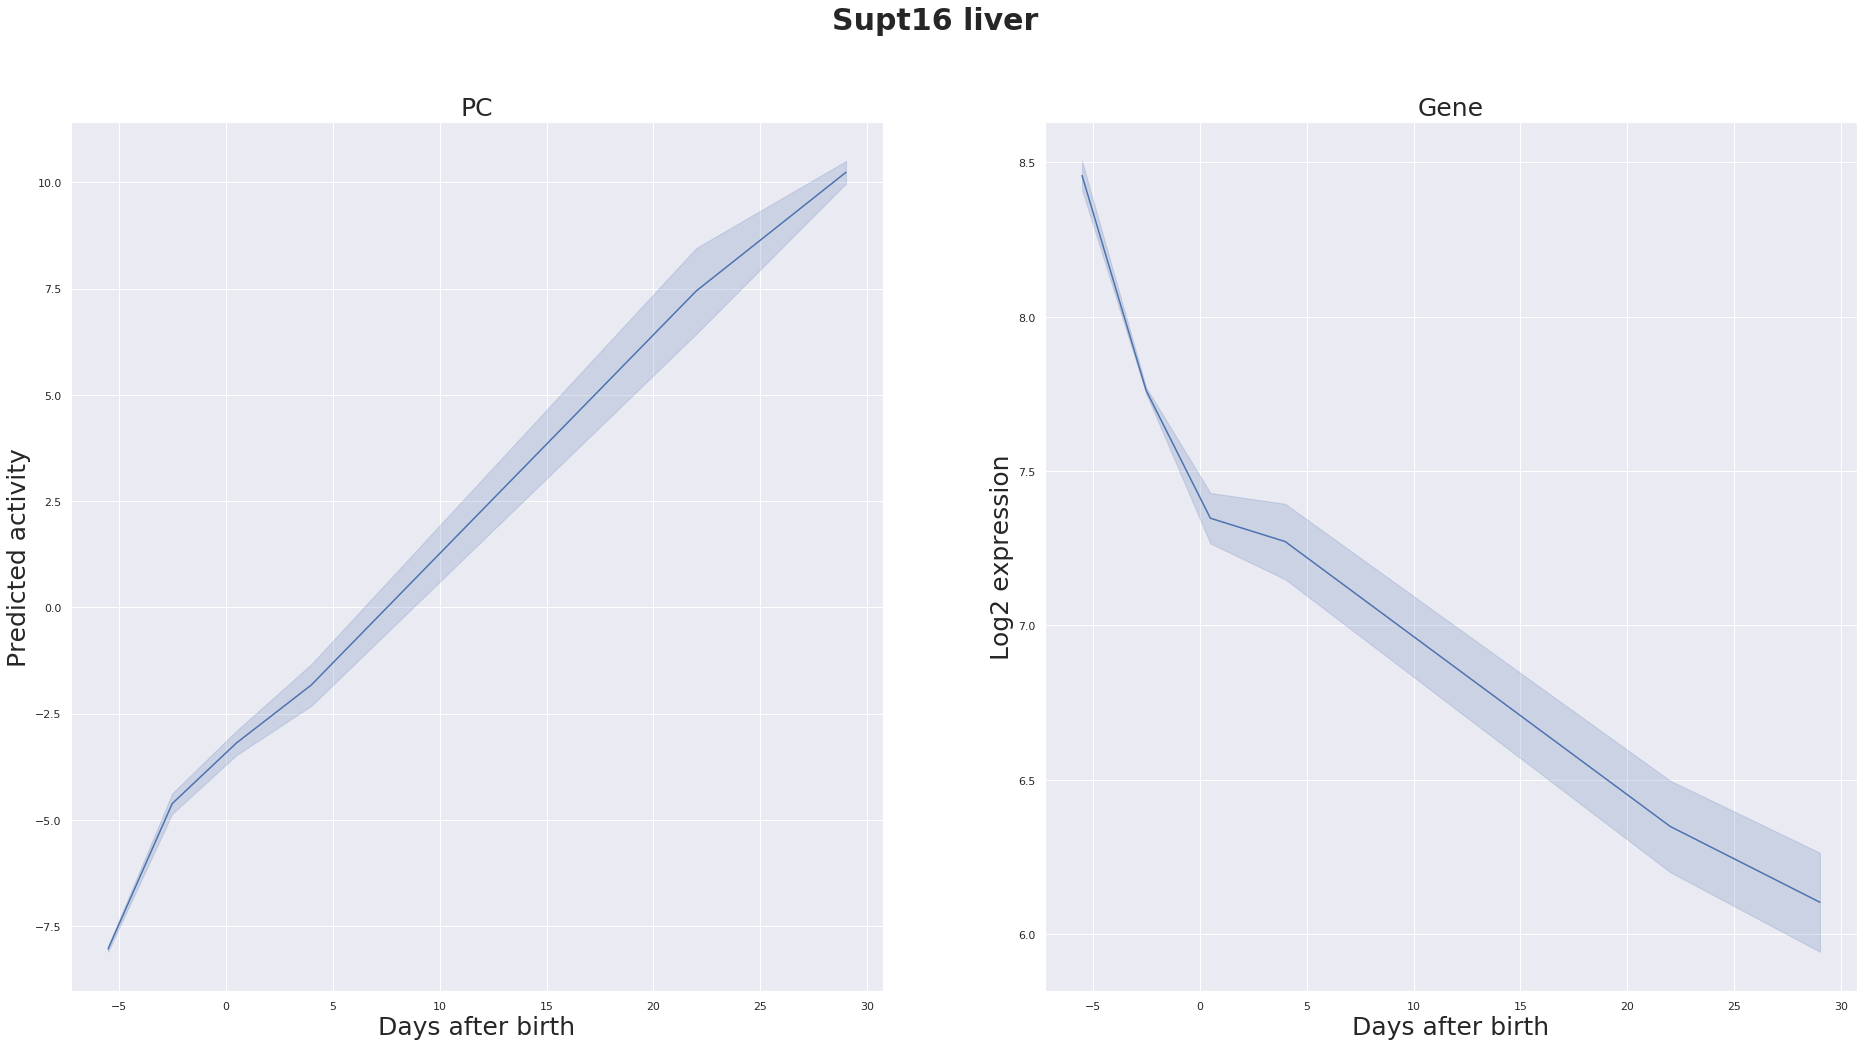 Supt16 liver
PC
Predicted activity
10.0
7.5
5.0
2.5
0.0
−2.5
−5.0
−7.5
−5 0 5 10 15 20 25 30
Days after birth
Gene
Log2 expression
8.5
8.0
7.5
7.0
6.5
6.0
−5 0 5 10 15 20 25 30
Days after birth